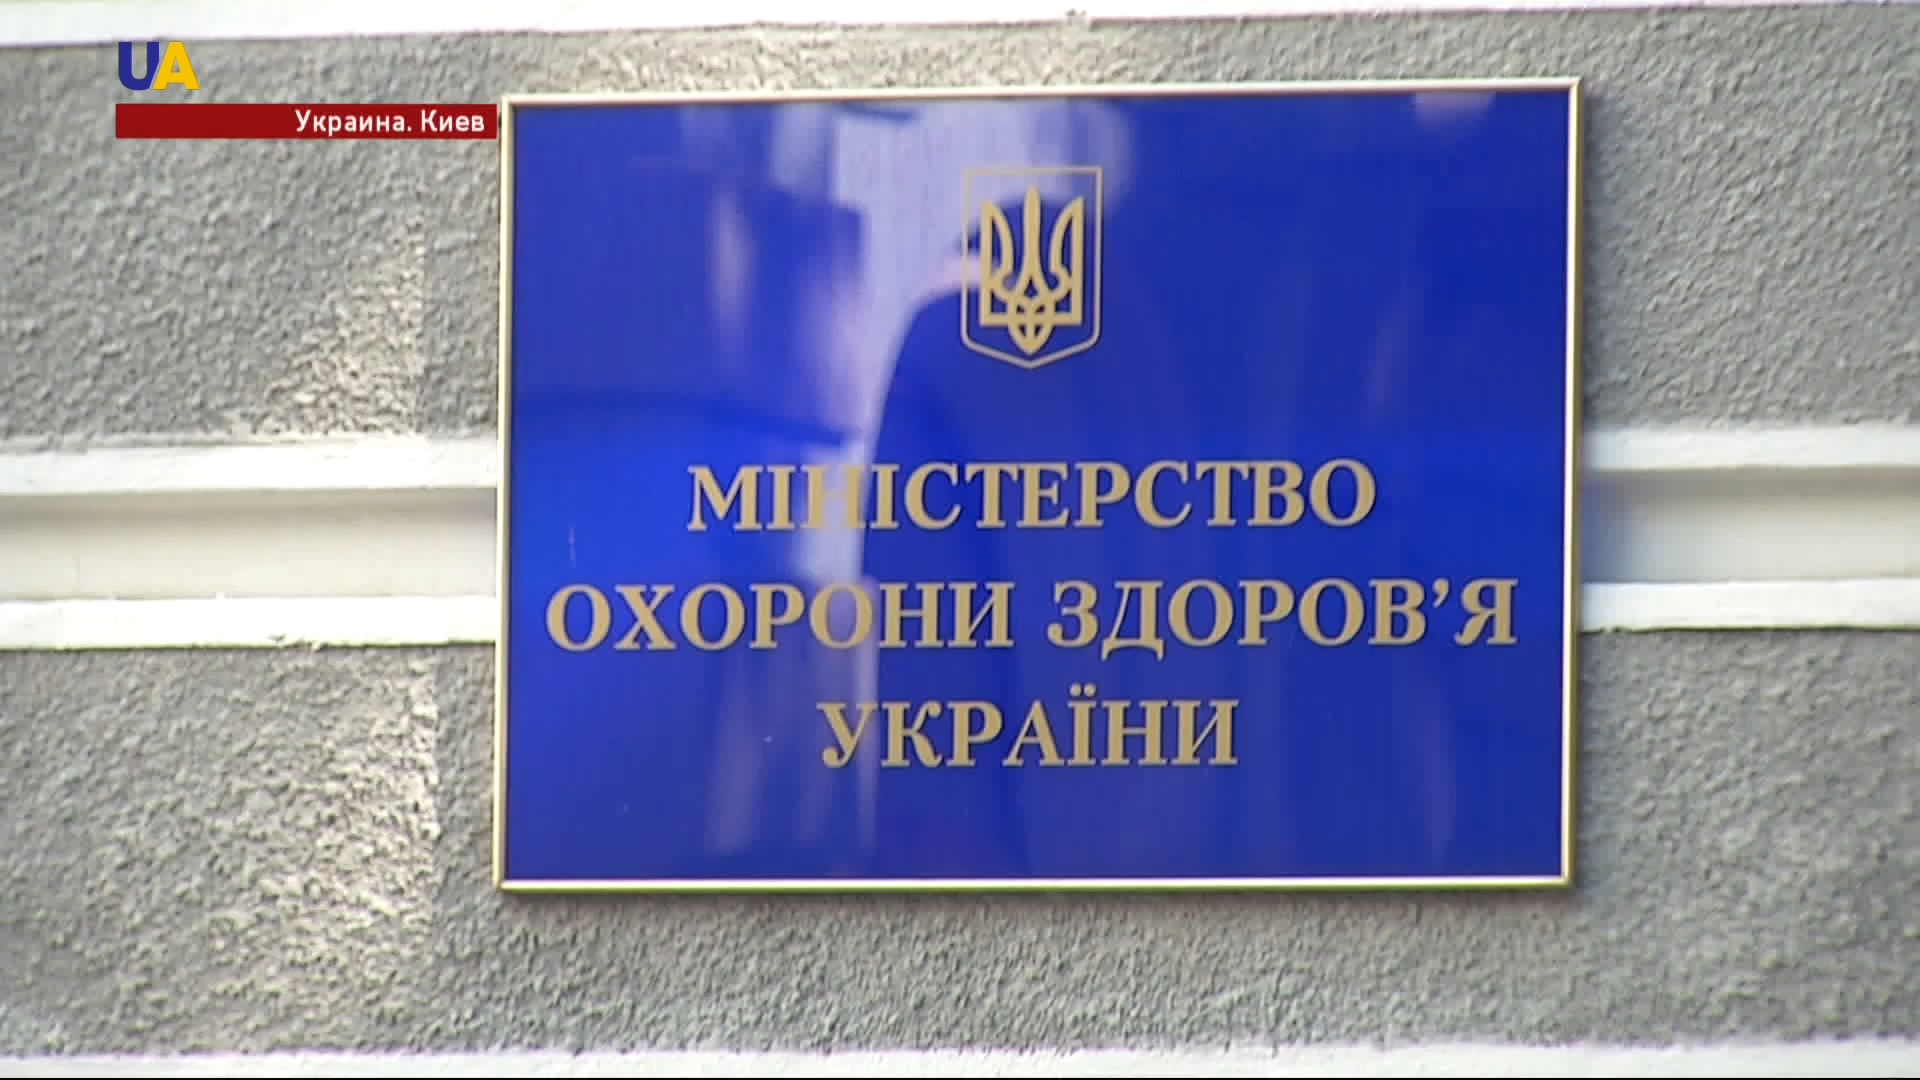 UA
Украина. Киев
МІНІСТЕРСТВО
ОХОРОНИ ЗДОРОВ’Я
УКРАЇНИ